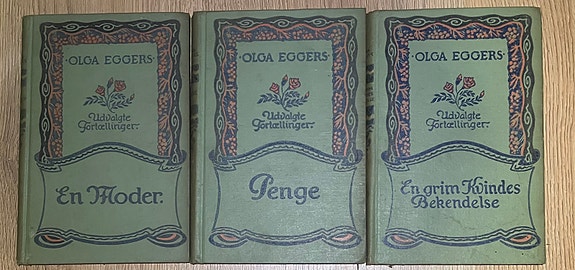 ·OLGA EGGERS·
Udvalgte
Fortællinger.
En Moder.
·OLGA EGGERS·
Udvalgte
Fortællinger.
Penge
·OLGA EGGERS·
Udvalgte
Fortællinger.
En grim Kvindes
Bekendelse